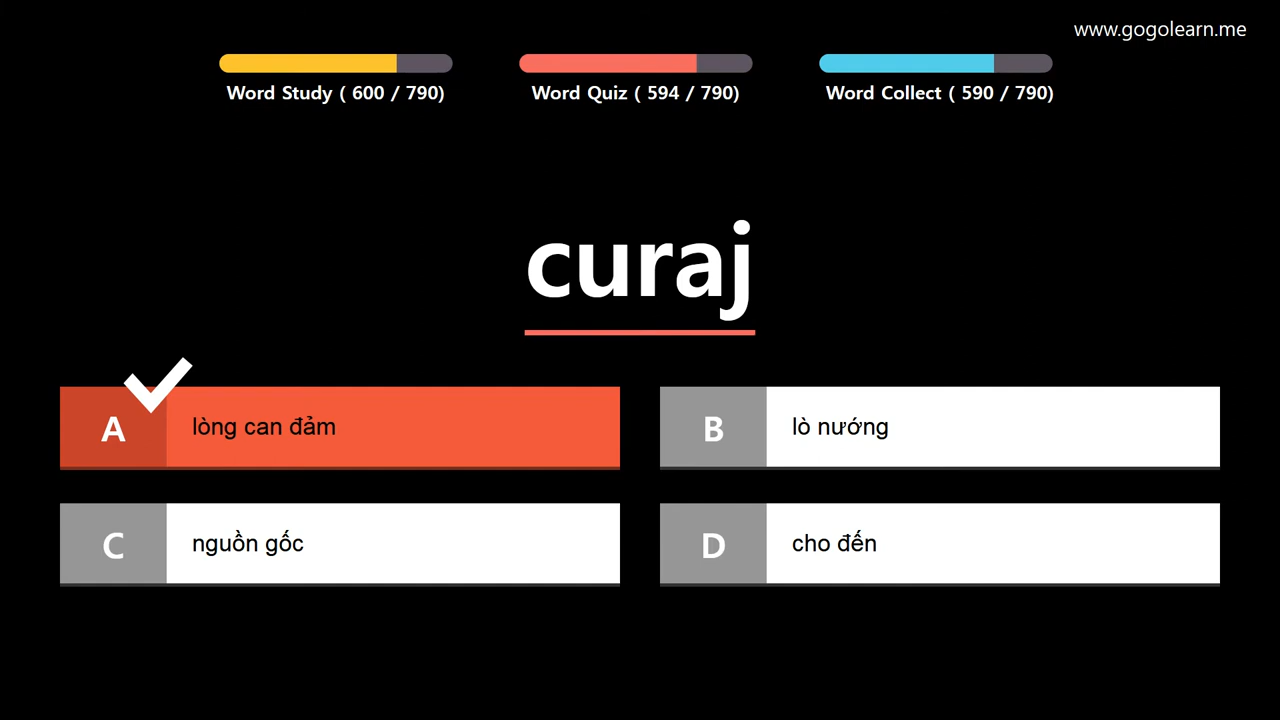 www.gogolearn.me
Word Study ( 600 / 790)
Word Quiz ( 594 / 790)
Word Collect ( 590 / 790)
curaj
A
lòng can đảm
B
lò nướng
C
nguồn gốc
D
cho đến